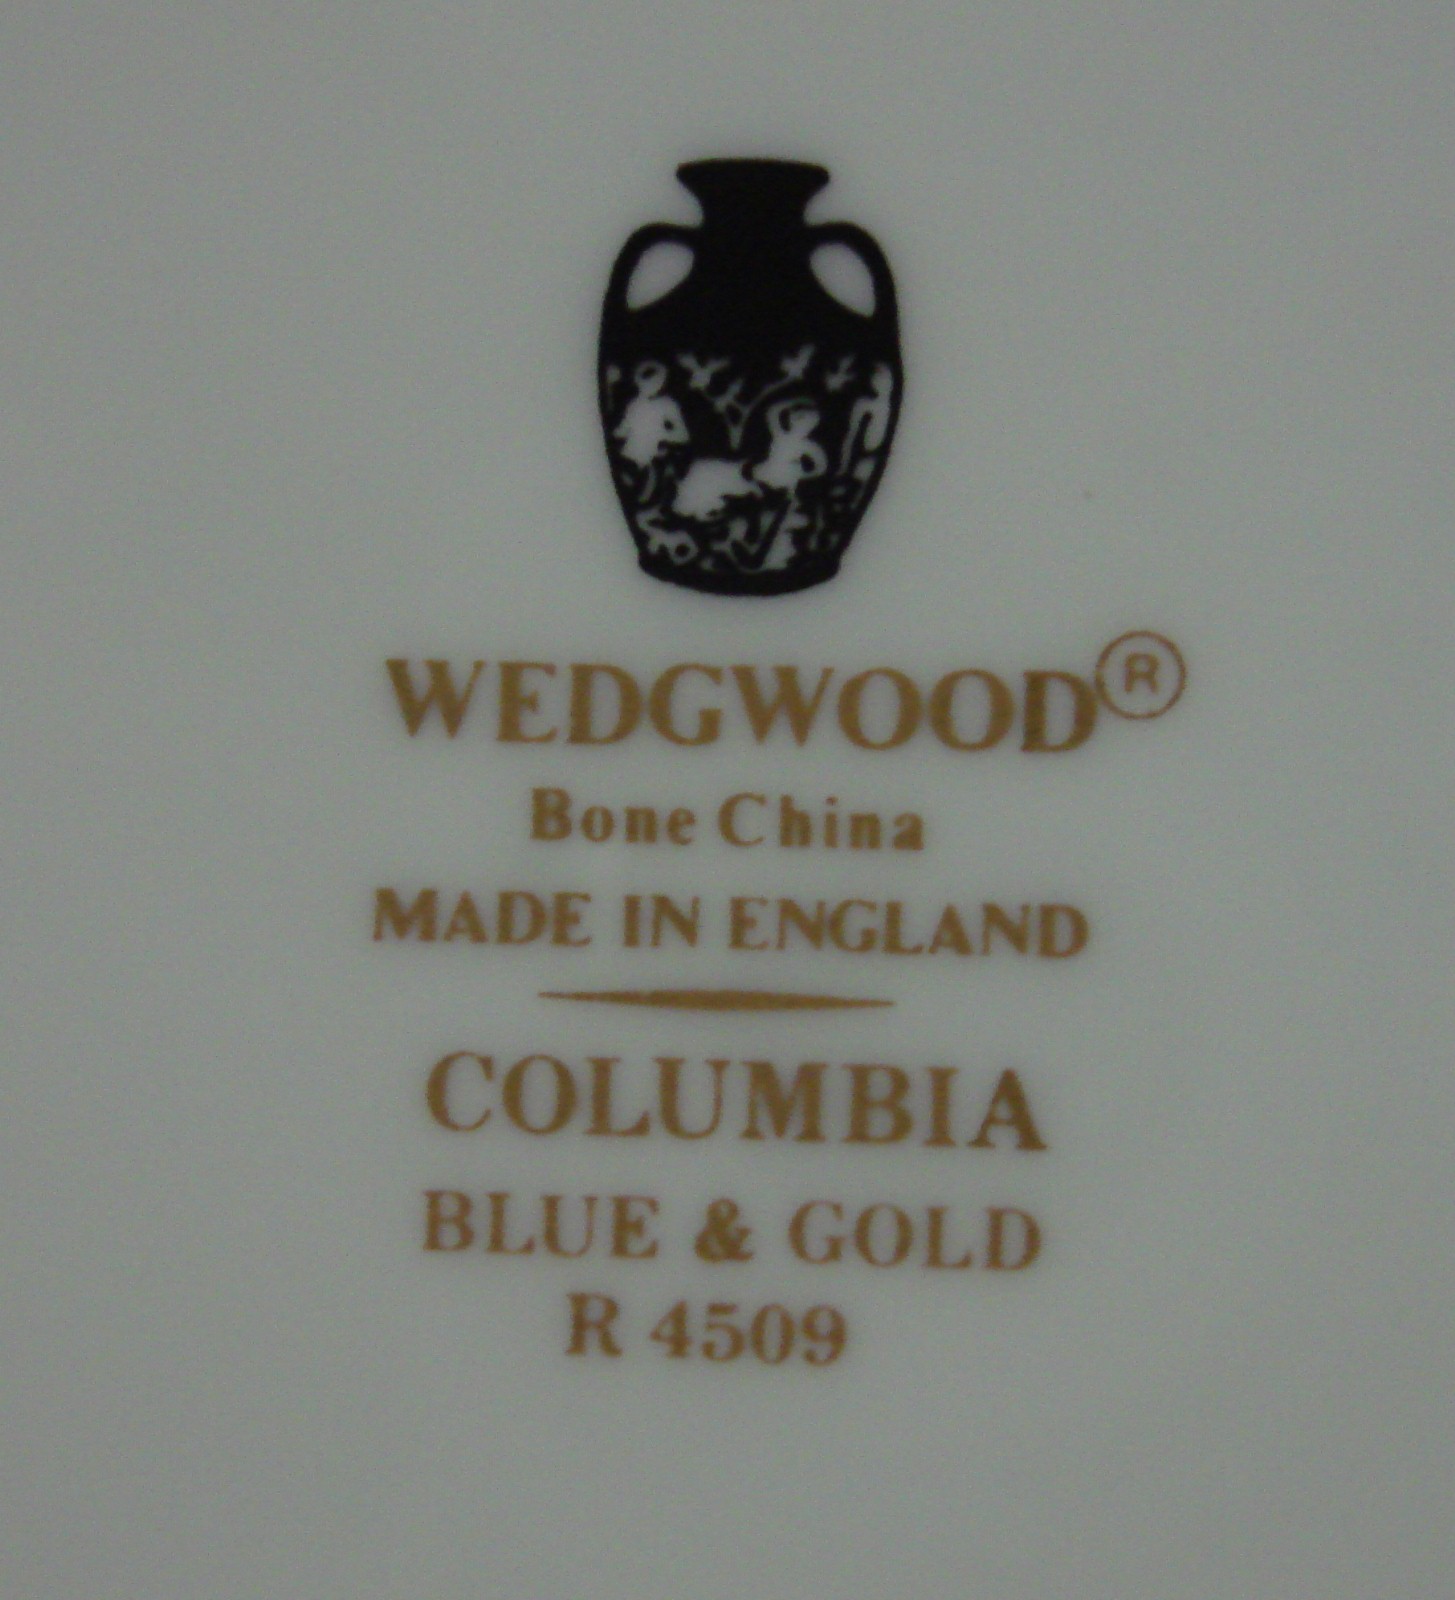 WEDGWOOD®
Bone China
MADE IN ENGLAND
COLUMBIA
BLUE & GOLD
R 4509